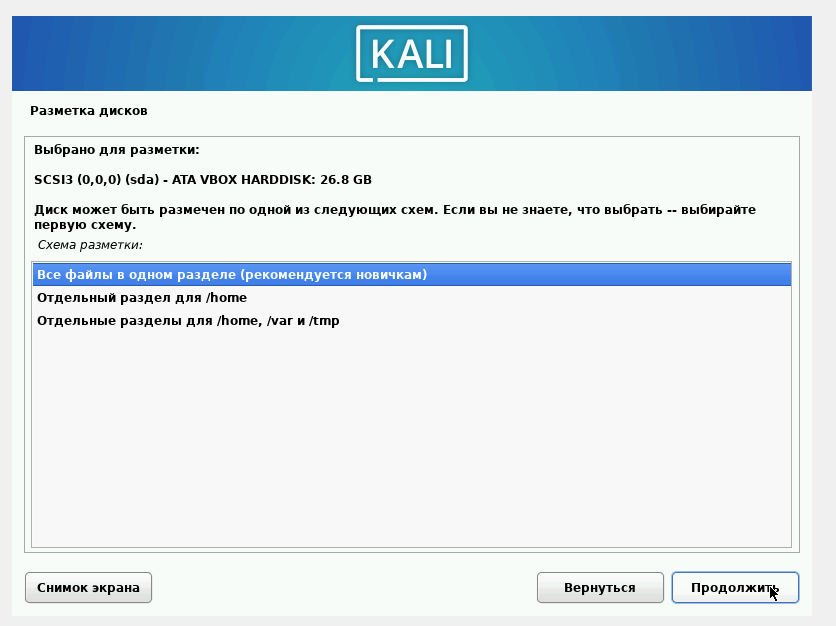 KALI
Разметка дисков
Выбрано для разметки:
SCSI3 (0,0,0) (sda) - ATA VBOX HARDDISK: 26.8 GB
Диск может быть размечен по одной из следующих схем. Если вы не знаете, что выбрать -- выбирайте
первую схему.
Схема разметки:
Все файлы в одном разделе (рекомендуется новичкам)
Отдельный раздел для /home
Отдельные разделы для /home, /var и /tmp
Снимок экрана
Вернуться
Продолжить